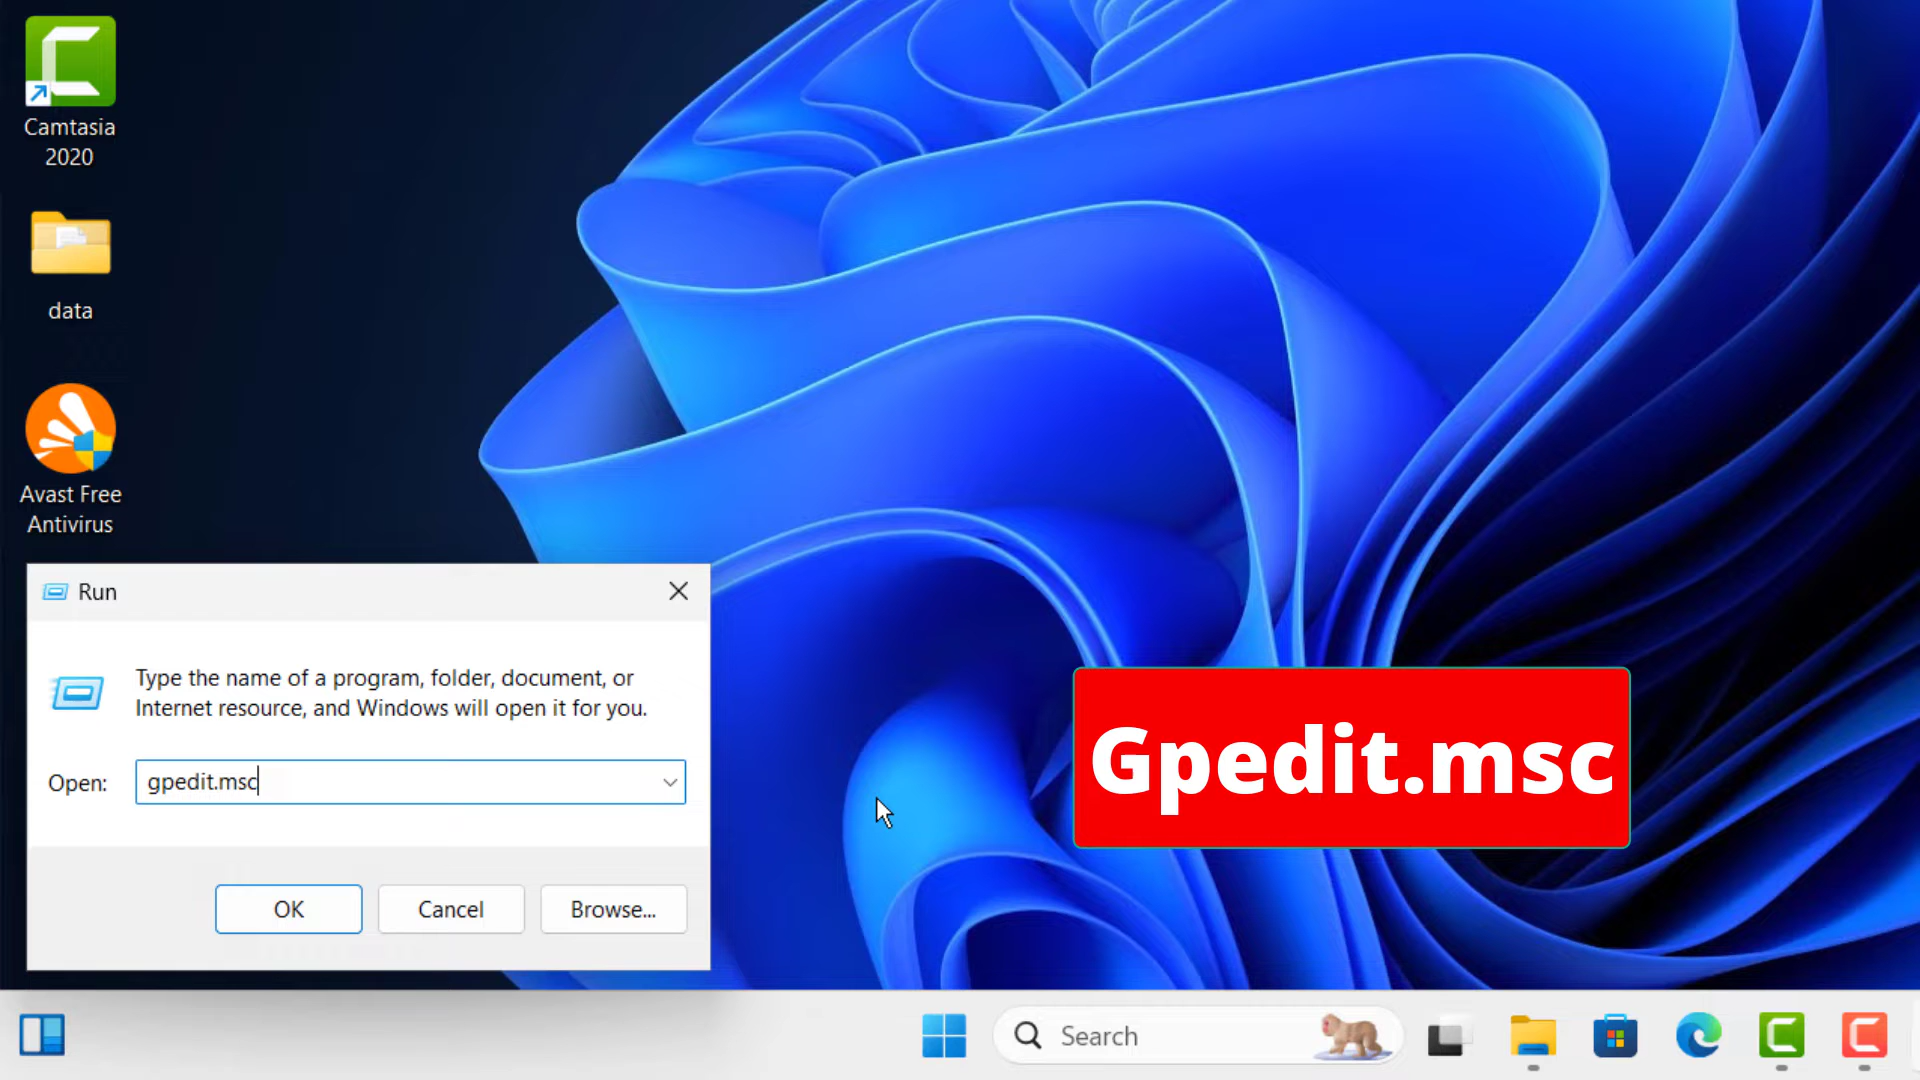 Camtasia
2020
data
Avast Free
Antivirus
Run
Type the name of a program, folder, document, or
Internet resource, and Windows will open it for you.
Open: gpedit.msc
OK Cancel Browse...
Gpedit.msc
Search